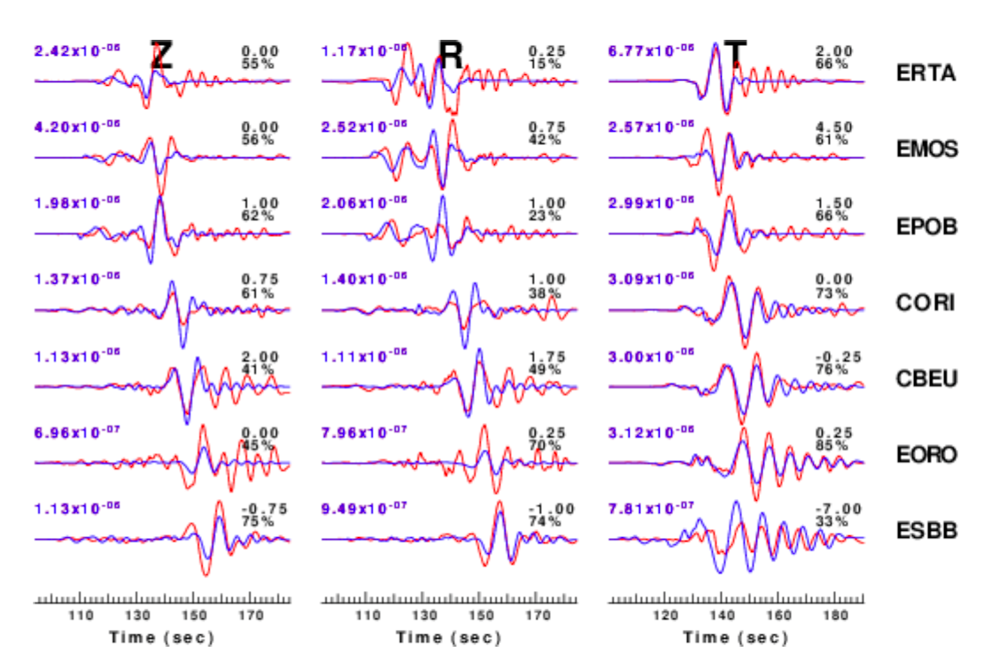 Z R T
2.42x10⁻⁰⁶ 0.00 1.17x10⁻⁰⁶ 0.25 6.77x10⁻⁰⁶ 2.00
55% 15% 66% ERTA
4.20x10⁻⁰⁶ 0.00 2.52x10⁻⁰⁶ 0.75 2.57x10⁻⁰⁶ 4.50
56% 42% 61% EMOS
1.98x10⁻⁰⁶ 1.00 2.06x10⁻⁰⁶ 1.00 2.99x10⁻⁰⁶ 1.50
62% 23% 66% EPOB
1.37x10⁻⁰⁶ 0.75 1.40x10⁻⁰⁶ 1.00 3.09x10⁻⁰⁶ 0.00
61% 38% 73% CORI
1.13x10⁻⁰⁶ 2.00 1.11x10⁻⁰⁶ 1.75 3.00x10⁻⁰⁶ -0.25
41% 49% 76% CBEU
6.96x10⁻⁰⁷ 0.00 7.96x10⁻⁰⁷ 0.25 3.12x10⁻⁰⁶ 0.25
45% 70% 85% EORO
1.13x10⁻⁰⁶ -0.75 9.49x10⁻⁰⁷ -1.00 7.81x10⁻⁰⁷ -7.00
75% 74% 33% ESBB
110 130 150 170 110 130 150 170 120 140 160 180
Time (sec) Time (sec) Time (sec)